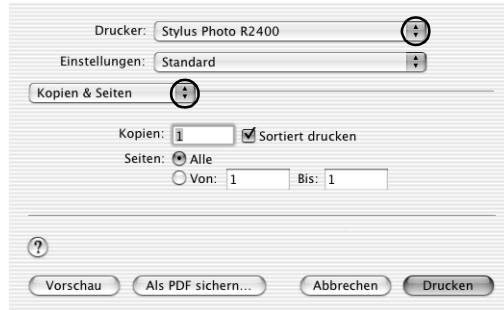 Drucker: Stylus Photo R2400
Einstellungen: Standard
Kopien & Seiten
Kopien: 1 Sortiert drucken
Seiten: Alle
Von: 1 Bis: 1
?
Vorschau Als PDF sichern... Abbrechen Drucken